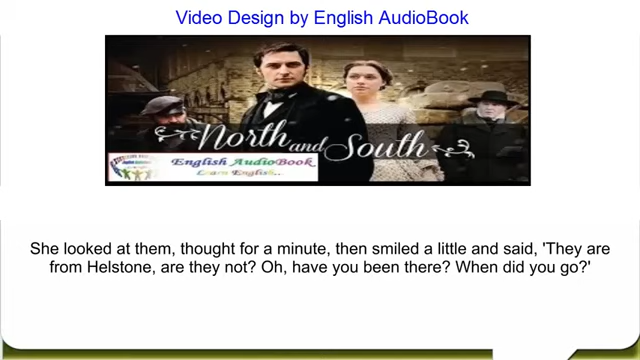 Video Design by English AudioBook
North and South
English AudioBook
Learn English...
She looked at them, thought for a minute, then smiled a little and said, 'They are
from Helstone, are they not? Oh, have you been there? When did you go?'